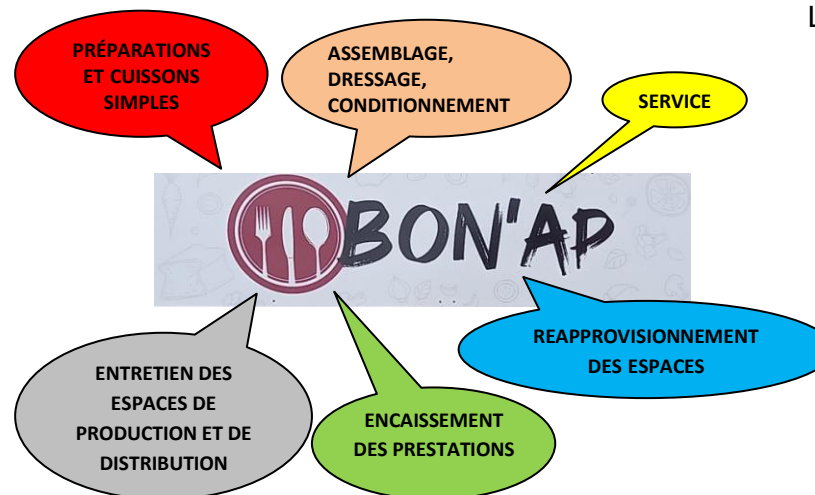 L
PRÉPARATIONS
ET CUISSONS
SIMPLES
ASSEMBLAGE,
DRESSAGE,
CONDITIONNEMENT
SERVICE
BON'AP
REAPPROVISIONNEMENT
DES ESPACES
ENTRETIEN DES
ESPACES DE
PRODUCTION ET DE
DISTRIBUTION
ENCAISSEMENT
DES PRESTATIONS